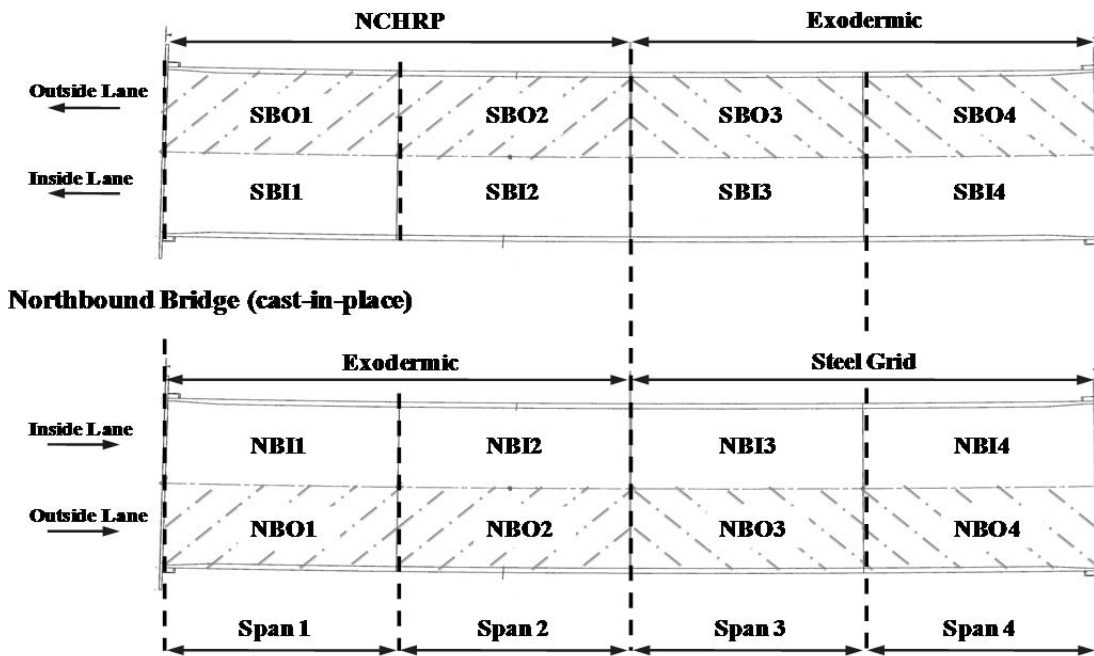 NCHRP Exodermic
Outside Lane SBO1 SBO2 SBO3 SBO4
Inside Lane SBI1 SBI2 SBI3 SBI4
Northbound Bridge (cast-in-place)
Exodermic Steel Grid
Inside Lane NBI1 NBI2 NBI3 NBI4
Outside Lane NBO1 NBO2 NBO3 NBO4
Span 1 Span 2 Span 3 Span 4